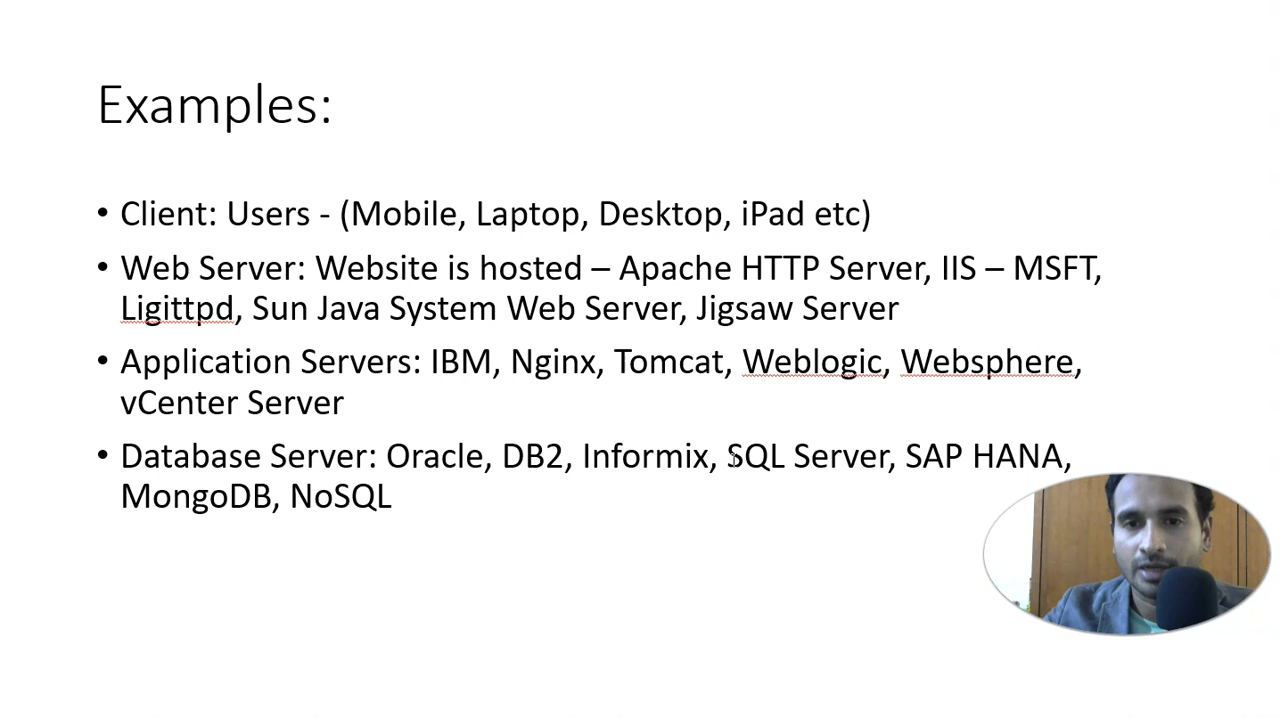 Examples:
• Client: Users - (Mobile, Laptop, Desktop, iPad etc)
• Web Server: Website is hosted – Apache HTTP Server, IIS – MSFT,
Ligittpd, Sun Java System Web Server, Jigsaw Server
• Application Servers: IBM, Nginx, Tomcat, Weblogic, Websphere,
vCenter Server
• Database Server: Oracle, DB2, Informix, SQL Server, SAP HANA,
MongoDB, NoSQL